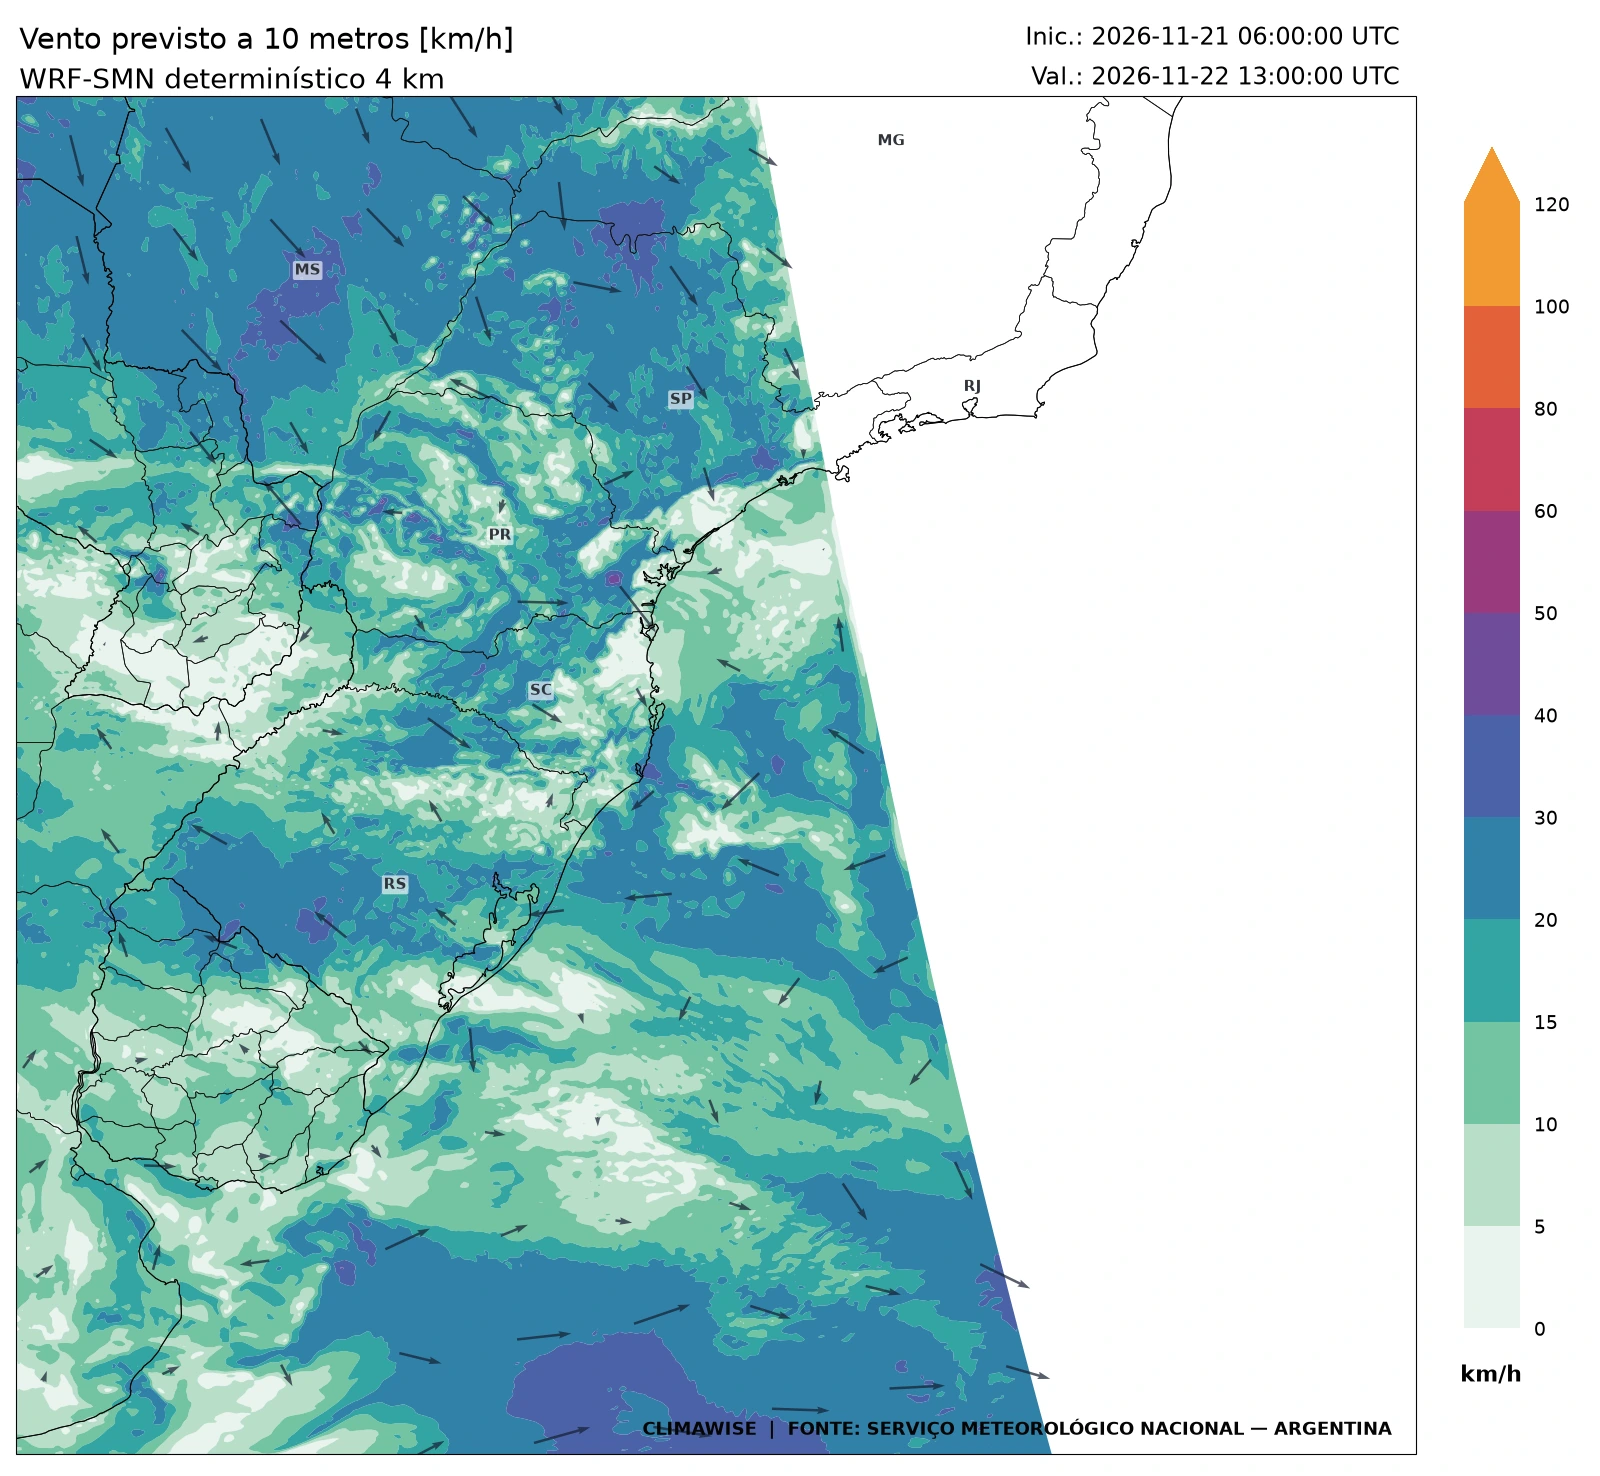 Vento previsto a 10 metros [km/h]
WRF-SMN determinístico 4 km
Inic.: 2026-11-21 06:00:00 UTC
Val.: 2026-11-22 13:00:00 UTC
MG
MS
RJ
SP
PR
SC
RS
120
100
80
60
50
40
30
20
15
10
5
0
km/h
CLIMAWISE | FONTE: SERVIÇO METEOROLÓGICO NACIONAL — ARGENTINA